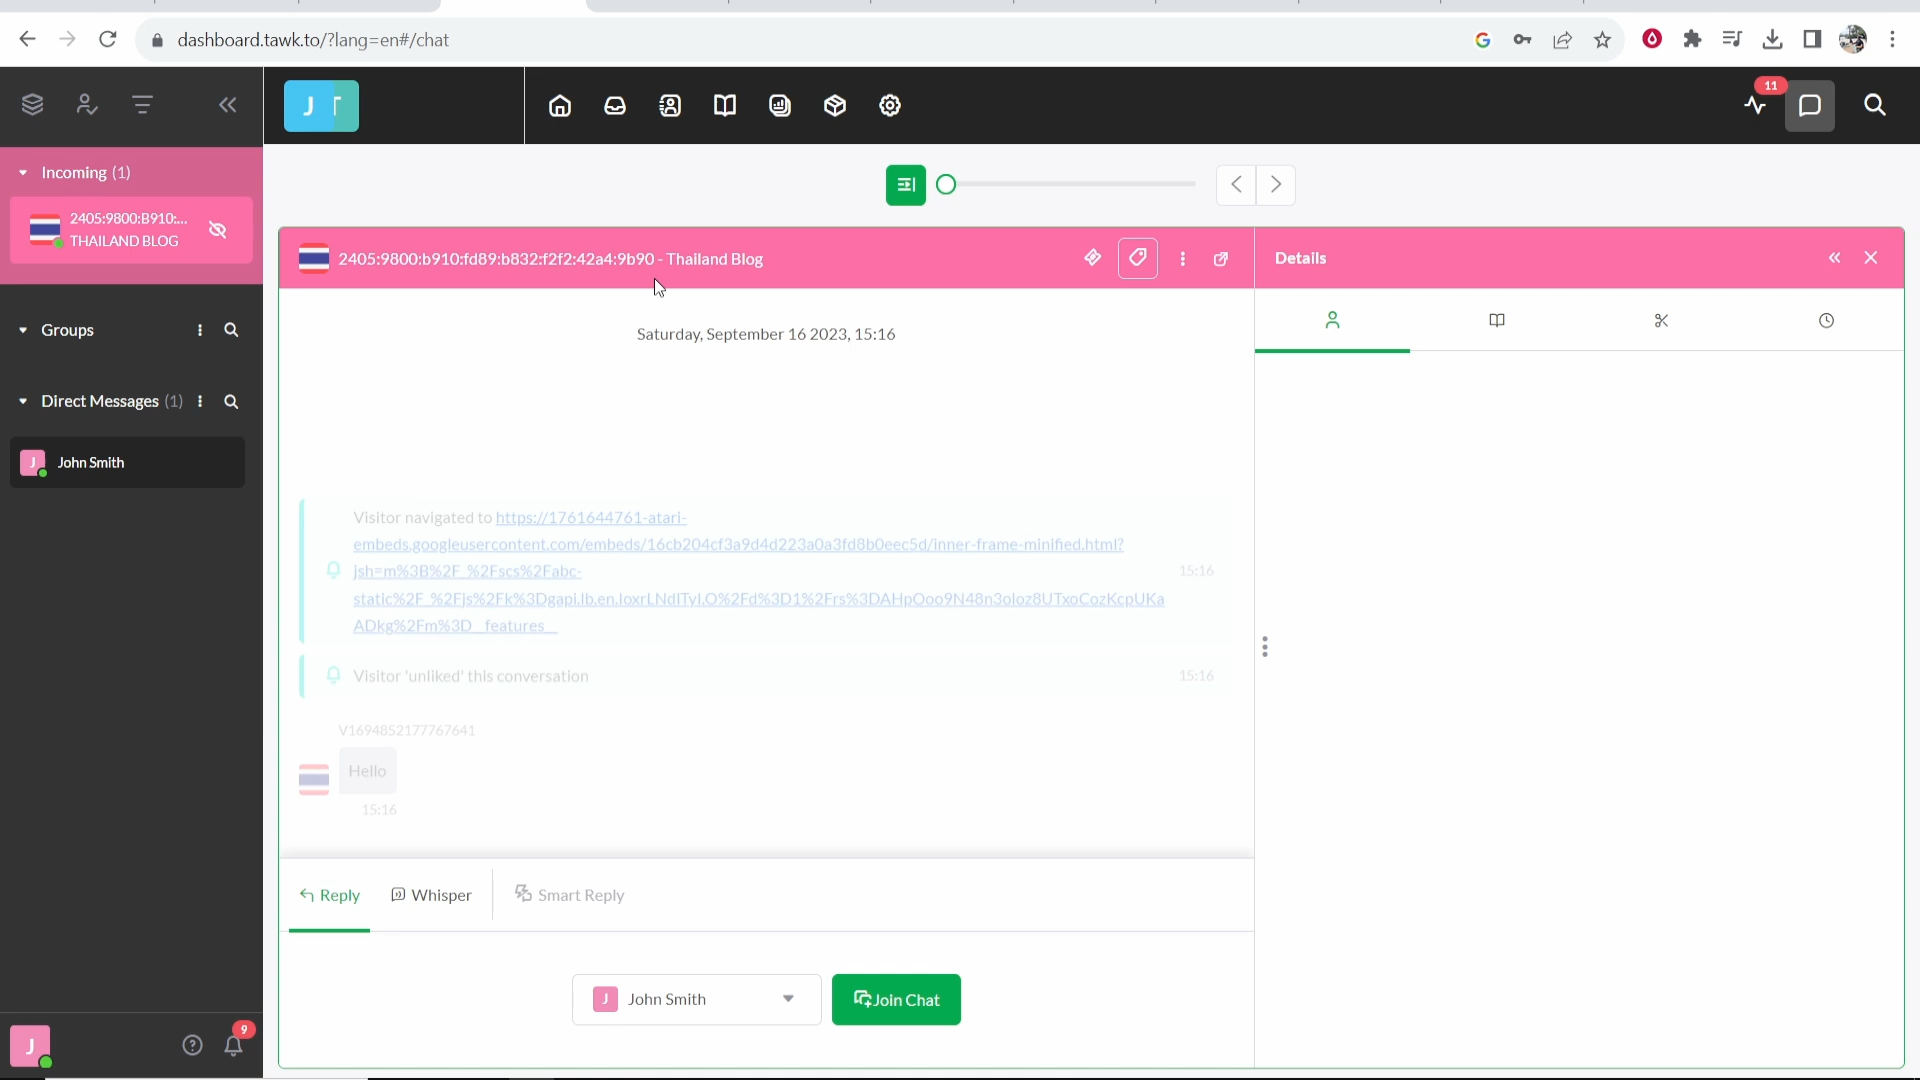 dashboard.tawk.to/?lang=en#/chat
J T
11
Incoming (1)
2405:9800:B910:...
THAILAND BLOG
Groups
Direct Messages (1)
J
John Smith
J
9
2405:9800:b910:fd89:b832:f2f2:42a4:9b90 - Thailand Blog
Details
Saturday, September 16 2023, 15:16
Visitor navigated to https://1761644761-atari-
embeds.googleusercontent.com/embeds/16cb204cf3a9d4d223a0a3fd8b0eec5d/inner-frame-minified.html?
jsh=m%3B%2F_%2Fscs%2Fabc-
static%2F_%2Fjs%2Fk%3Dgapi.lb.en.IoxrLNdITyI.O%2Fd%3D1%2Frs%3DAHpOoo9N48n3oloz8UTxoCozKcpUKa
ADkg%2Fm%3D__features__
15:16
Visitor 'unliked' this conversation
15:16
V1694852177767641
Hello
15:16
Reply
Whisper
Smart Reply
J
John Smith
Join Chat